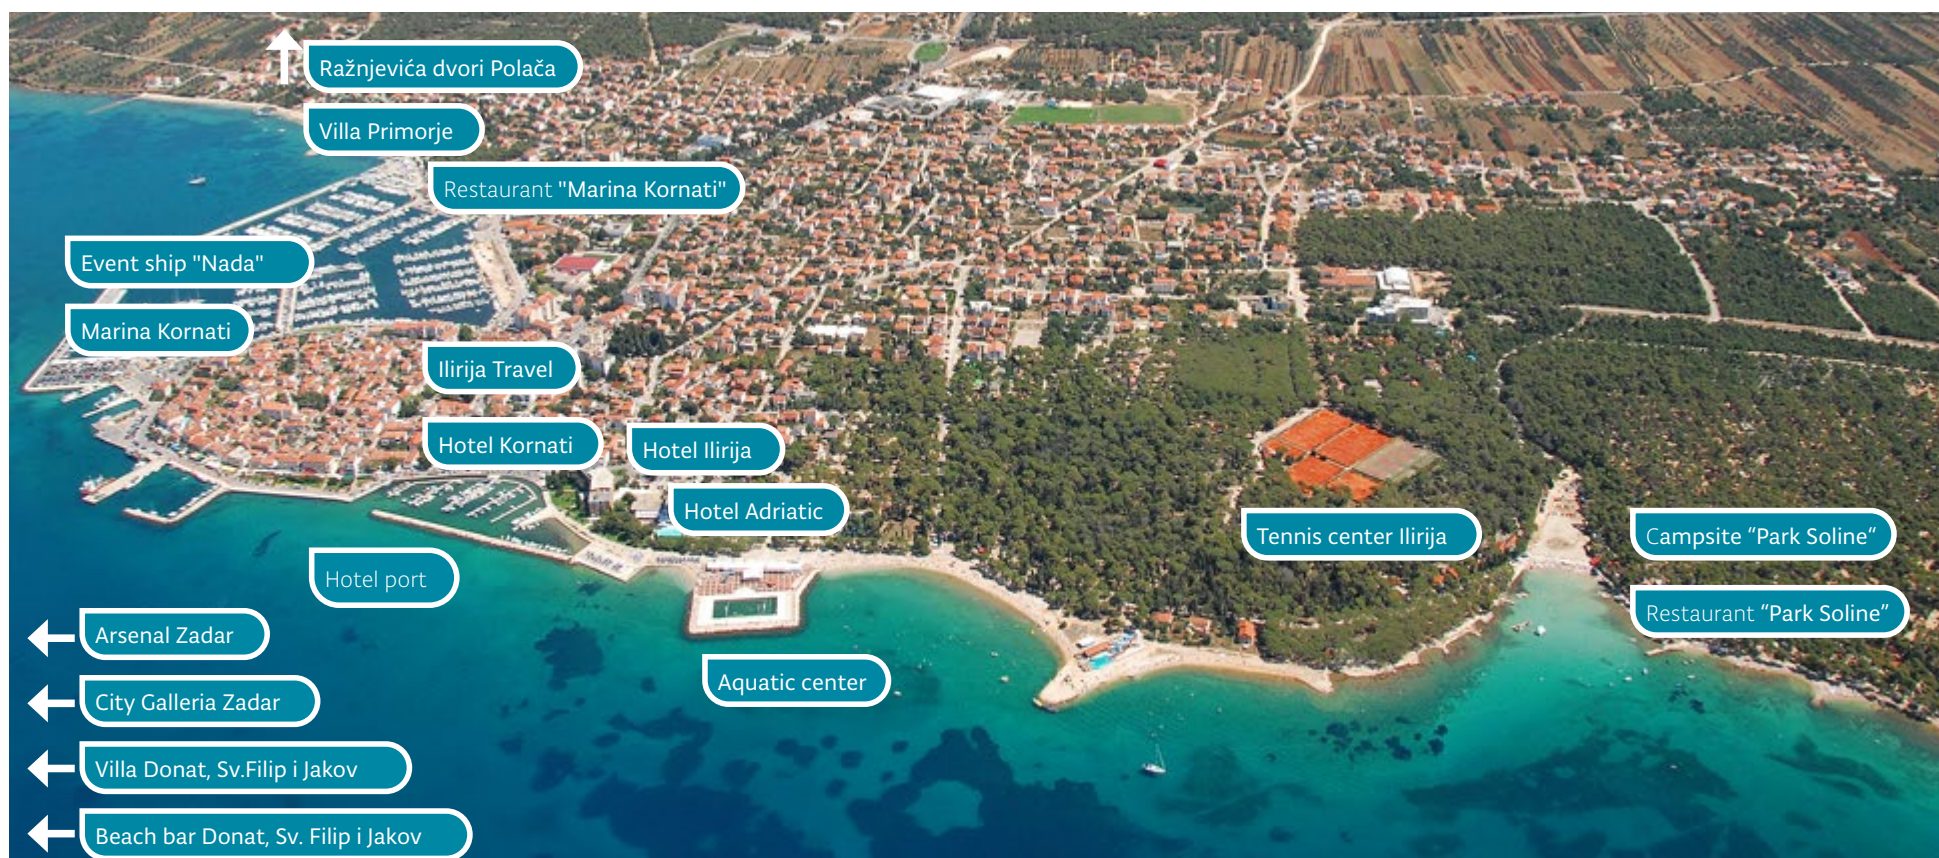 Ražnjevića dvori Polača
Villa Primorje
Restaurant "Marina Kornati"
Event ship "Nada"
Marina Kornati
Ilirija Travel
Hotel Kornati
Hotel Ilirija
Hotel Adriatic
Tennis center Ilirija
Campsite “Park Soline“
Hotel port
Restaurant “Park Soline”
Arsenal Zadar
Aquatic center
City Galleria Zadar
Villa Donat, Sv.Filip i Jakov
Beach bar Donat, Sv. Filip i Jakov